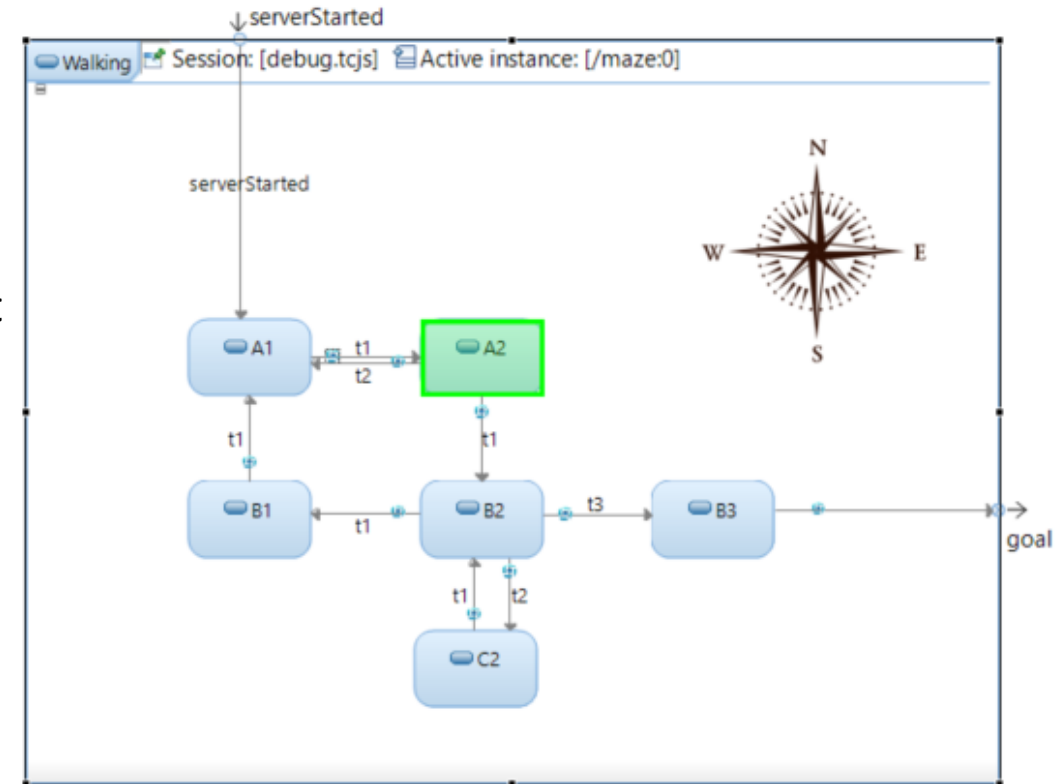 serverStarted
Walking Session: [debug.tcjs] Active instance: [/maze:0]
N
serverStarted
W E
S
A1 t1 A2
t2
t1 t1
B1 t1 B2 t3 B3
goal
t1 t2
C2